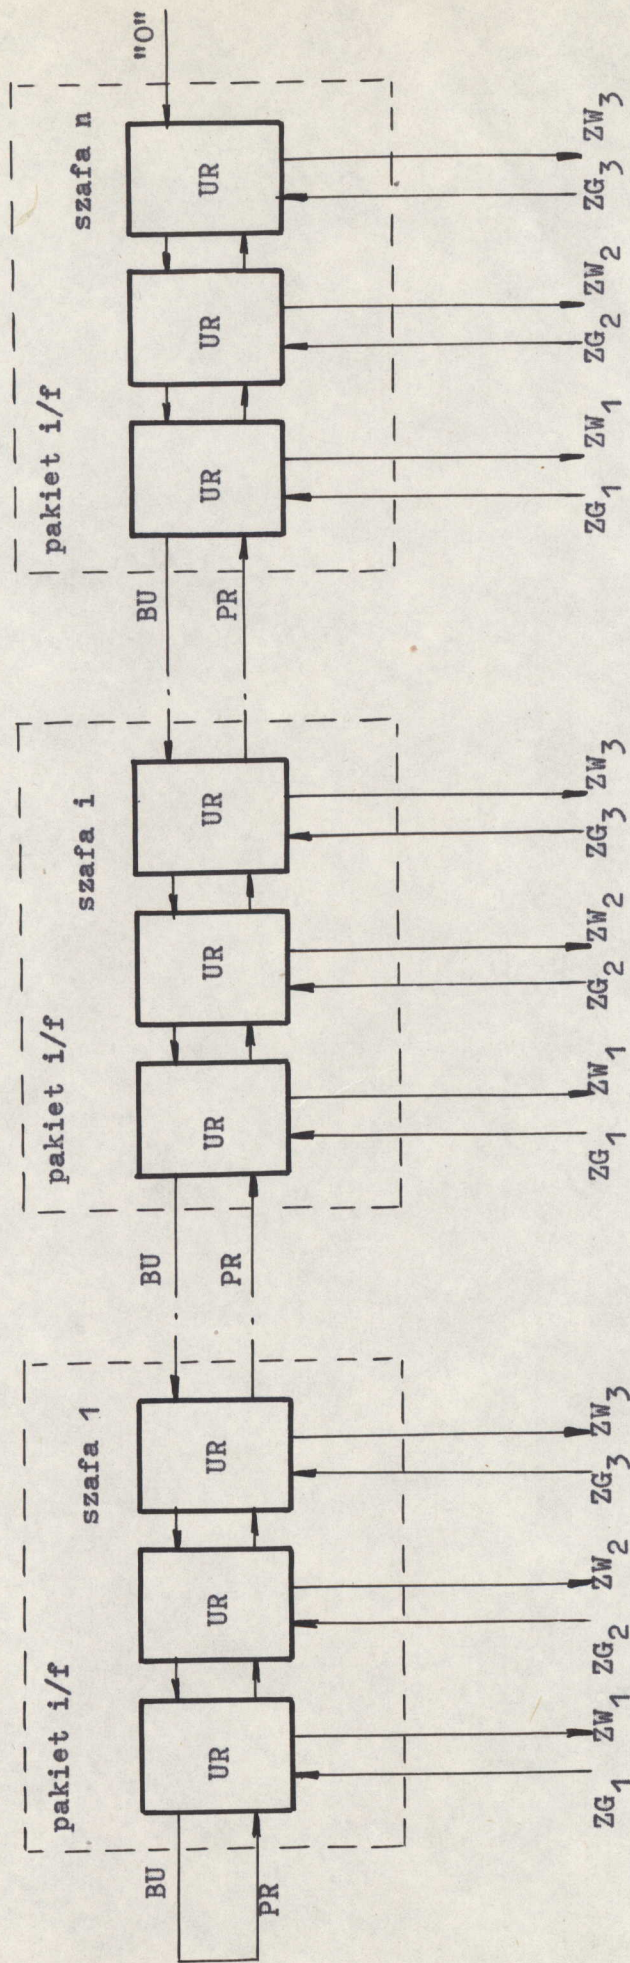 pakiet i/f szafa 1
BU
UR UR UR
PR
ZG1 ZW1 ZG2 ZW2 ZG3 ZW3
pakiet i/f szafa i
BU
UR UR UR
PR
ZG1 ZW1 ZG2 ZW2 ZG3 ZW3
pakiet i/f szafa n
"0"
BU
UR UR UR
PR
ZG1 ZW1 ZG2 ZW2 ZG3 ZW3